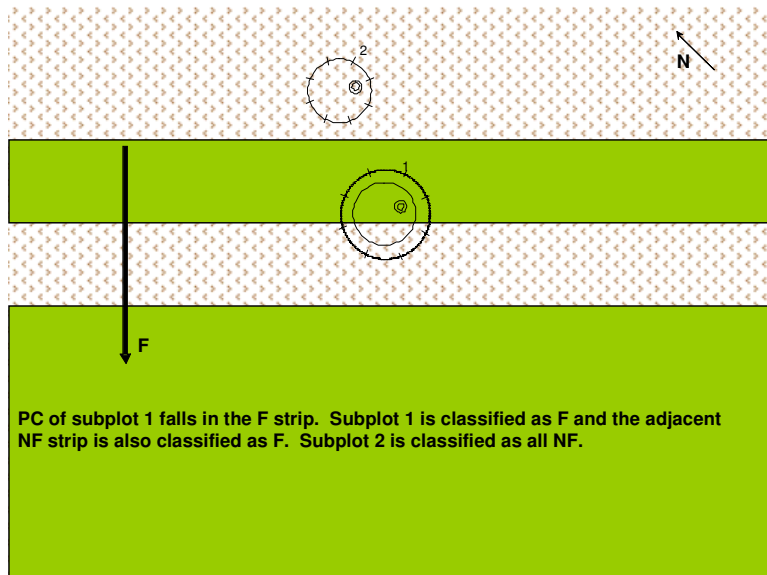 2
N
1
F
PC of subplot 1 falls in the F strip.  Subplot 1 is classified as F and the adjacent
NF strip is also classified as F.  Subplot 2 is classified as all NF.